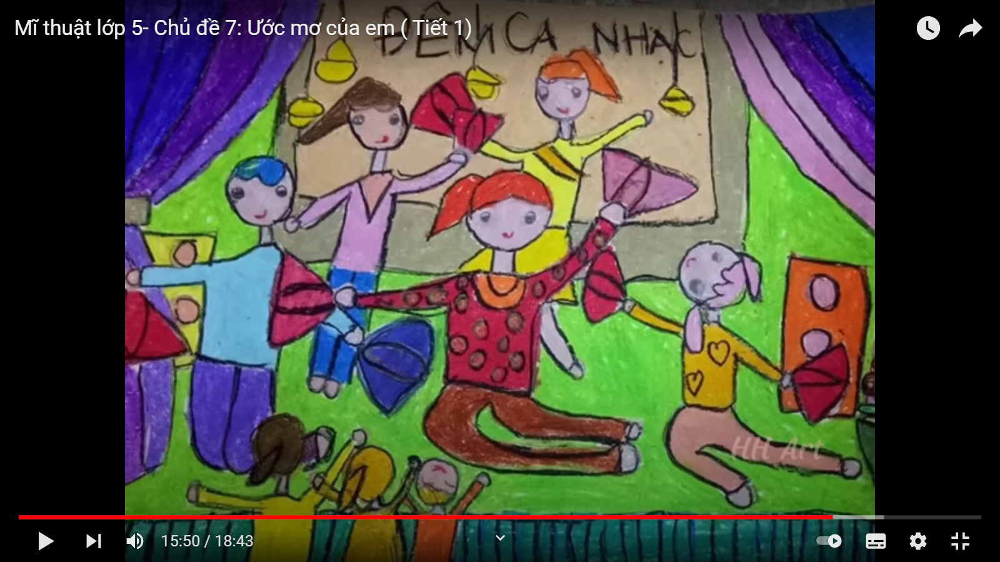 Mĩ thuật lớp 5- Chủ đề 7: Ước mơ của em ( Tiết 1)
ĐÊM CA NHẠC
HH Art
15:50 / 18:43